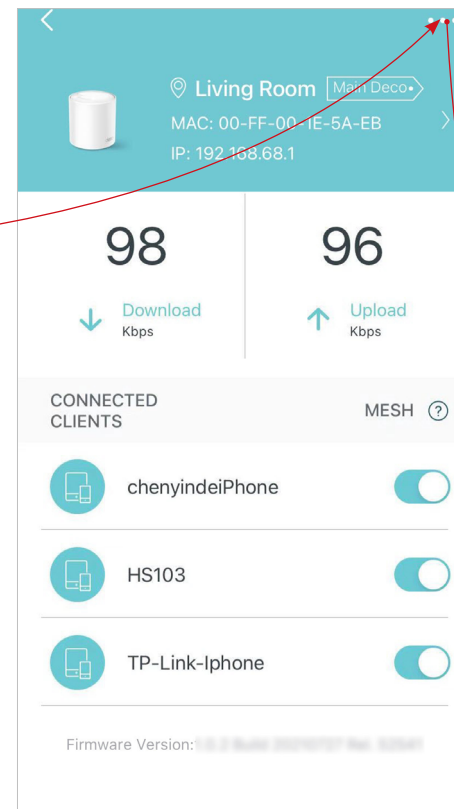 Living Room Main Deco
MAC: 00-FF-00-1E-5A-EB
IP: 192.168.68.1
98 96
Download Upload
Kbps Kbps
CONNECTED
CLIENTS
MESH ?
chenyindeiPhone
HS103
TP-Link-Iphone
Firmware Version: